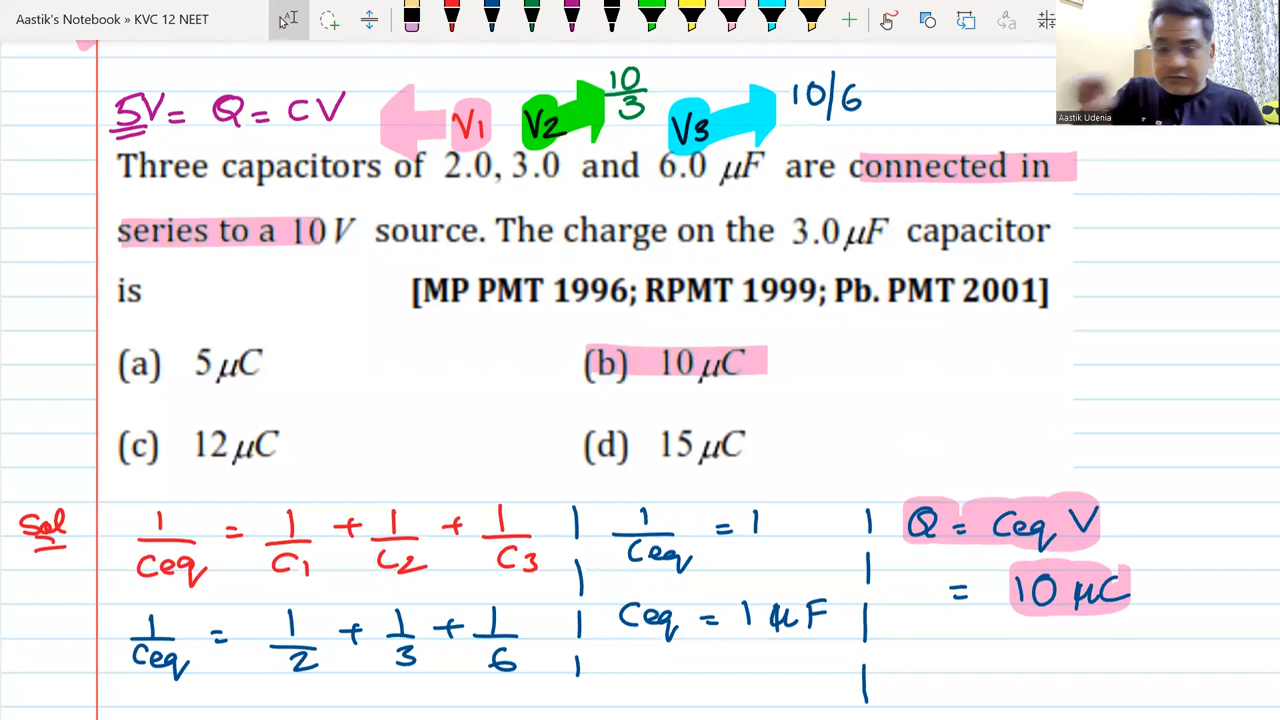 Aastik's Notebook » KVC 12 NEET
Aastik Udenia
5V = Q = CV
V1
V2
10/3
V3
10/6
Three capacitors of 2.0, 3.0 and 6.0 μF are connected in
series to a 10 V source. The charge on the 3.0 μF capacitor
is [MP PMT 1996; RPMT 1999; Pb. PMT 2001]
(a) 5 μC (b) 10 μC
(c) 12 μC (d) 15 μC
Sol 1/Ceq = 1/C1 + 1/C2 + 1/C3
1/Ceq = 1/2 + 1/3 + 1/6
1/Ceq = 1
Ceq = 1 μF
Q = Ceq V
= 10 μC